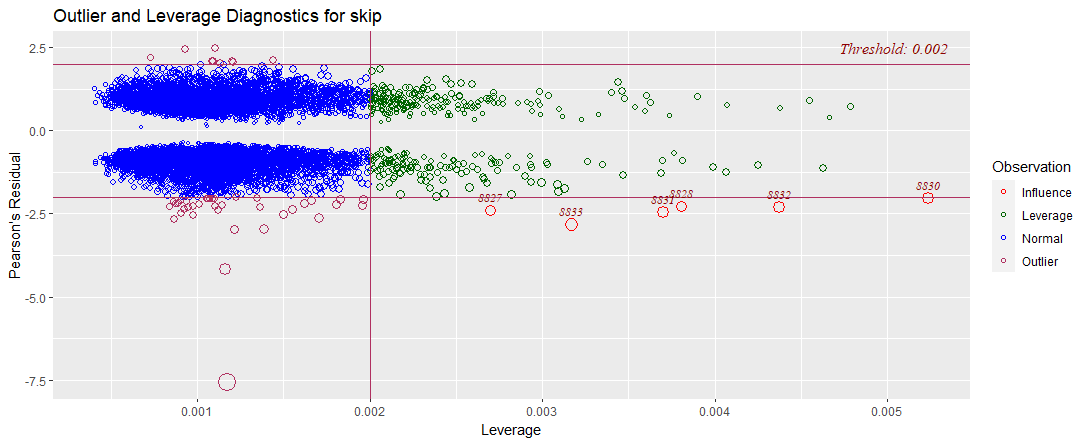 Outlier and Leverage Diagnostics for skip
Threshold: 0.002
2.5
0.0
-2.5
-5.0
-7.5
Pearson's Residual
8827
8833
8831
8828
8832
8830
0.001
0.002
0.003
0.004
0.005
Leverage
Observation
Influence
Leverage
Normal
Outlier